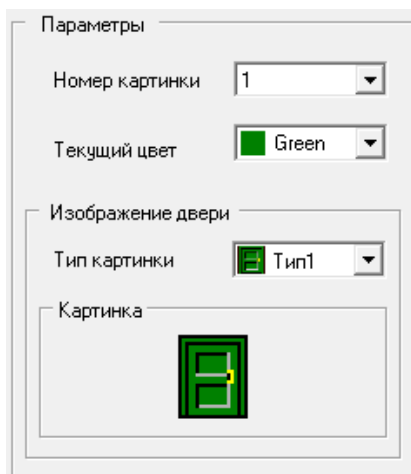 Параметры
Номер картинки 1
Текущий цвет Green
Изображение двери
Тип картинки Тип1
Картинка